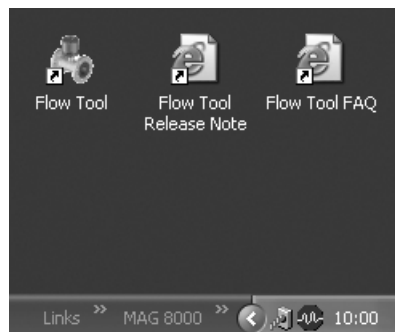 Flow Tool
Flow Tool
Release Note
Flow Tool FAQ
Links » MAG 8000 » 10:00